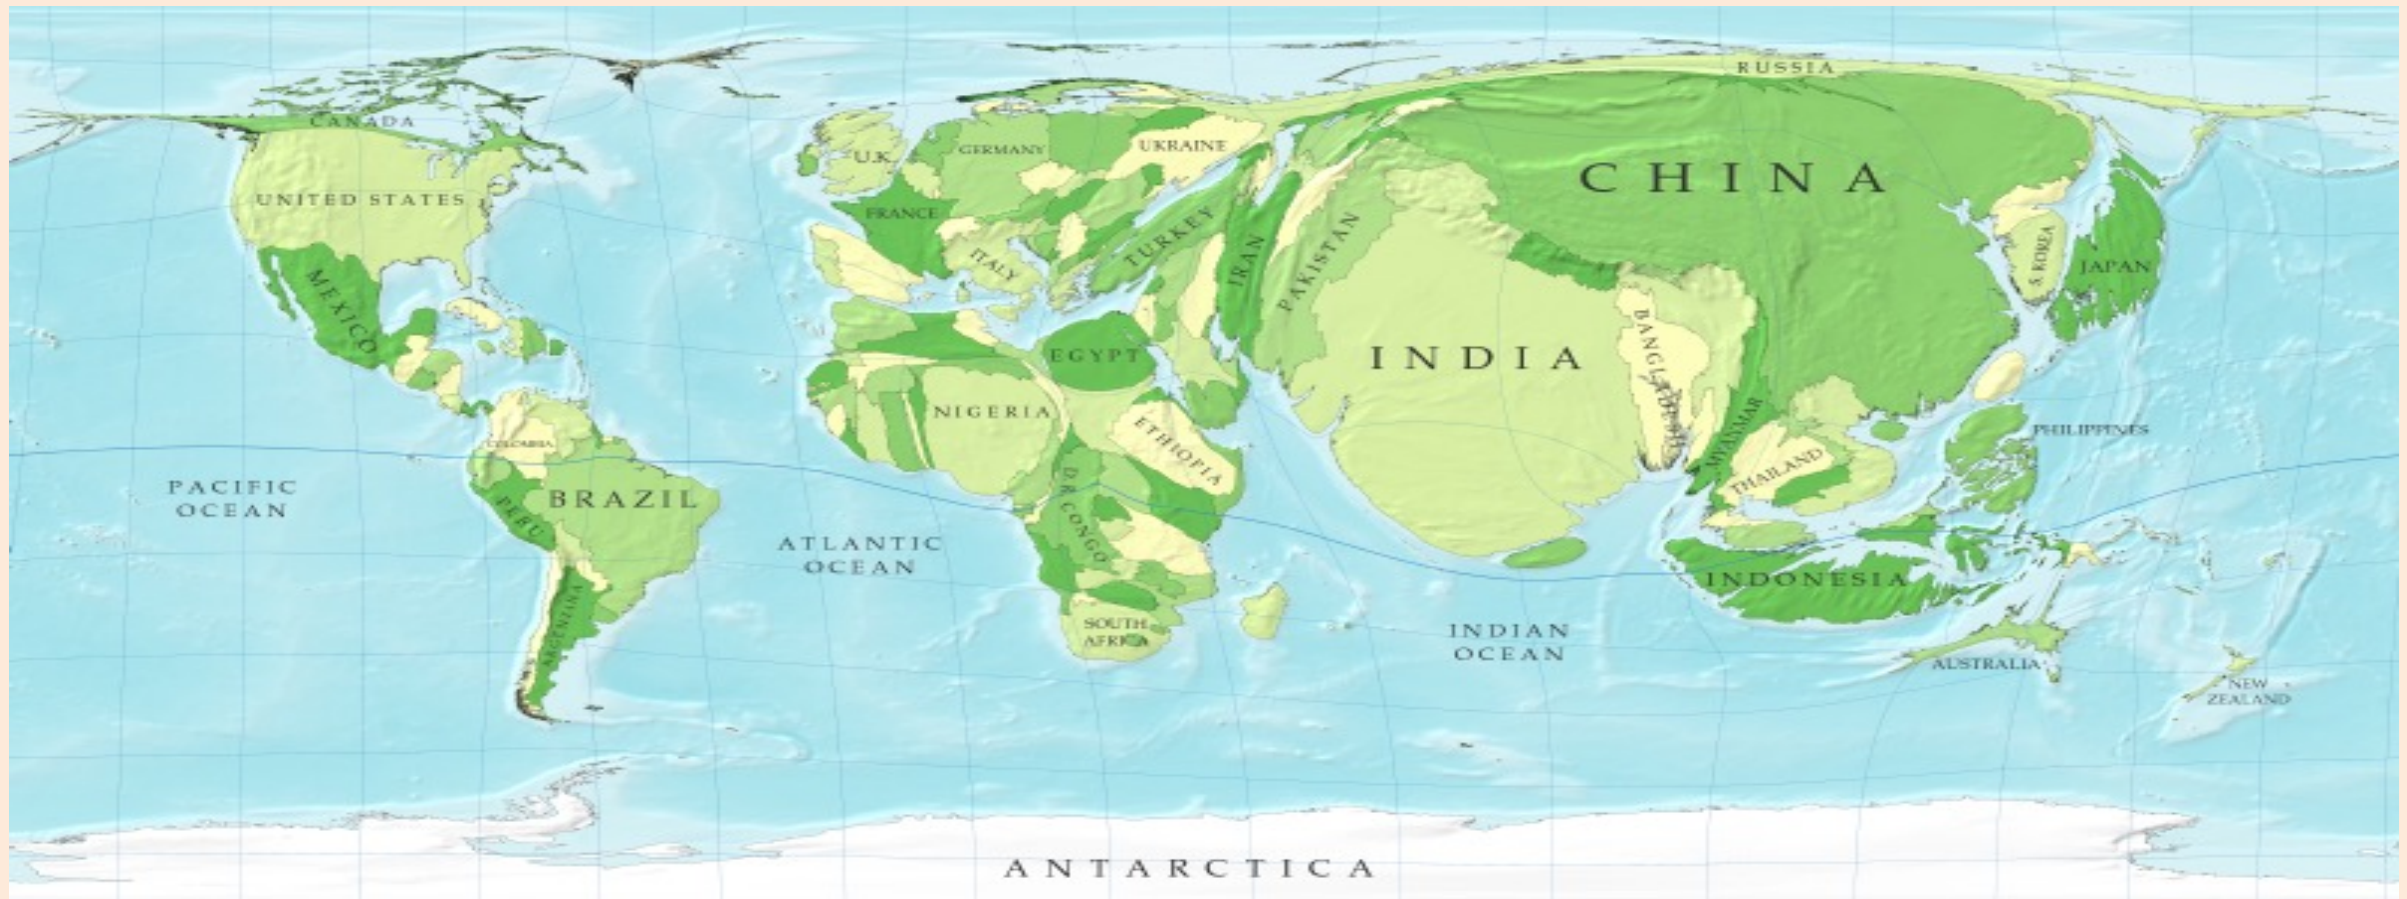 RUSSIA
CANADA
UNITED STATES
MEXICO
U.K.
GERMANY
UKRAINE
FRANCE
ITALY
TURKEY
IRAN
PAKISTAN
CHINA
S. KOREA
JAPAN
INDIA
BANGLADESH
EGYPT
NIGERIA
ETHIOPIA
MYANMAR
THAILAND
PHILIPPINES
COLOMBIA
BRAZIL
PERU
D.R. CONGO
PACIFIC
OCEAN
ATLANTIC
OCEAN
INDONESIA
ARGENTINA
SOUTH
AFRICA
INDIAN
OCEAN
AUSTRALIA
NEW
ZEALAND
ANTARCTICA